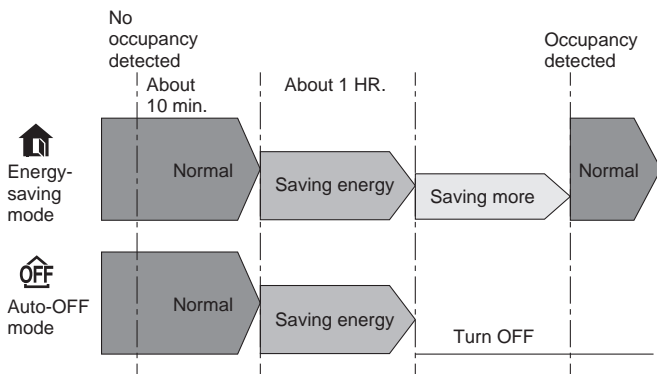 No
occupancy
detected
Occupancy
detected
About
10 min.
About 1 HR.
Energy-
saving
mode
Normal
Saving energy
Saving more
Normal
OFF
Auto-OFF
mode
Normal
Saving energy
Turn OFF